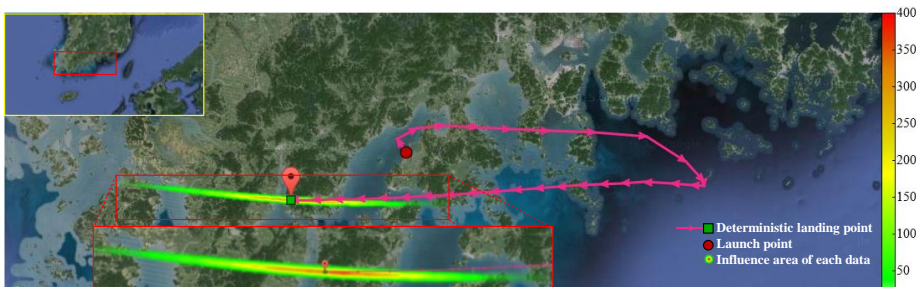 400
350
300
250
200
150
100
50
Deterministic landing point
Launch point
Influence area of each data